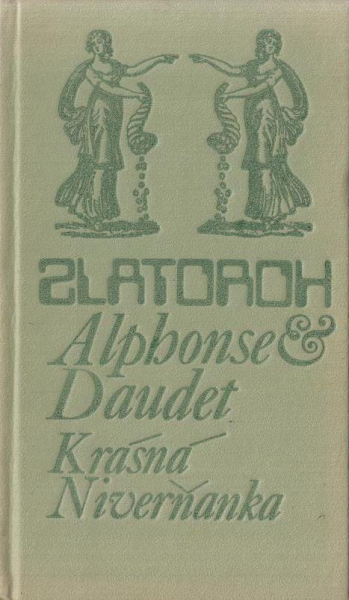 ZLATOROH
Alphonse &
Daudet
Krásná
Niverňanka